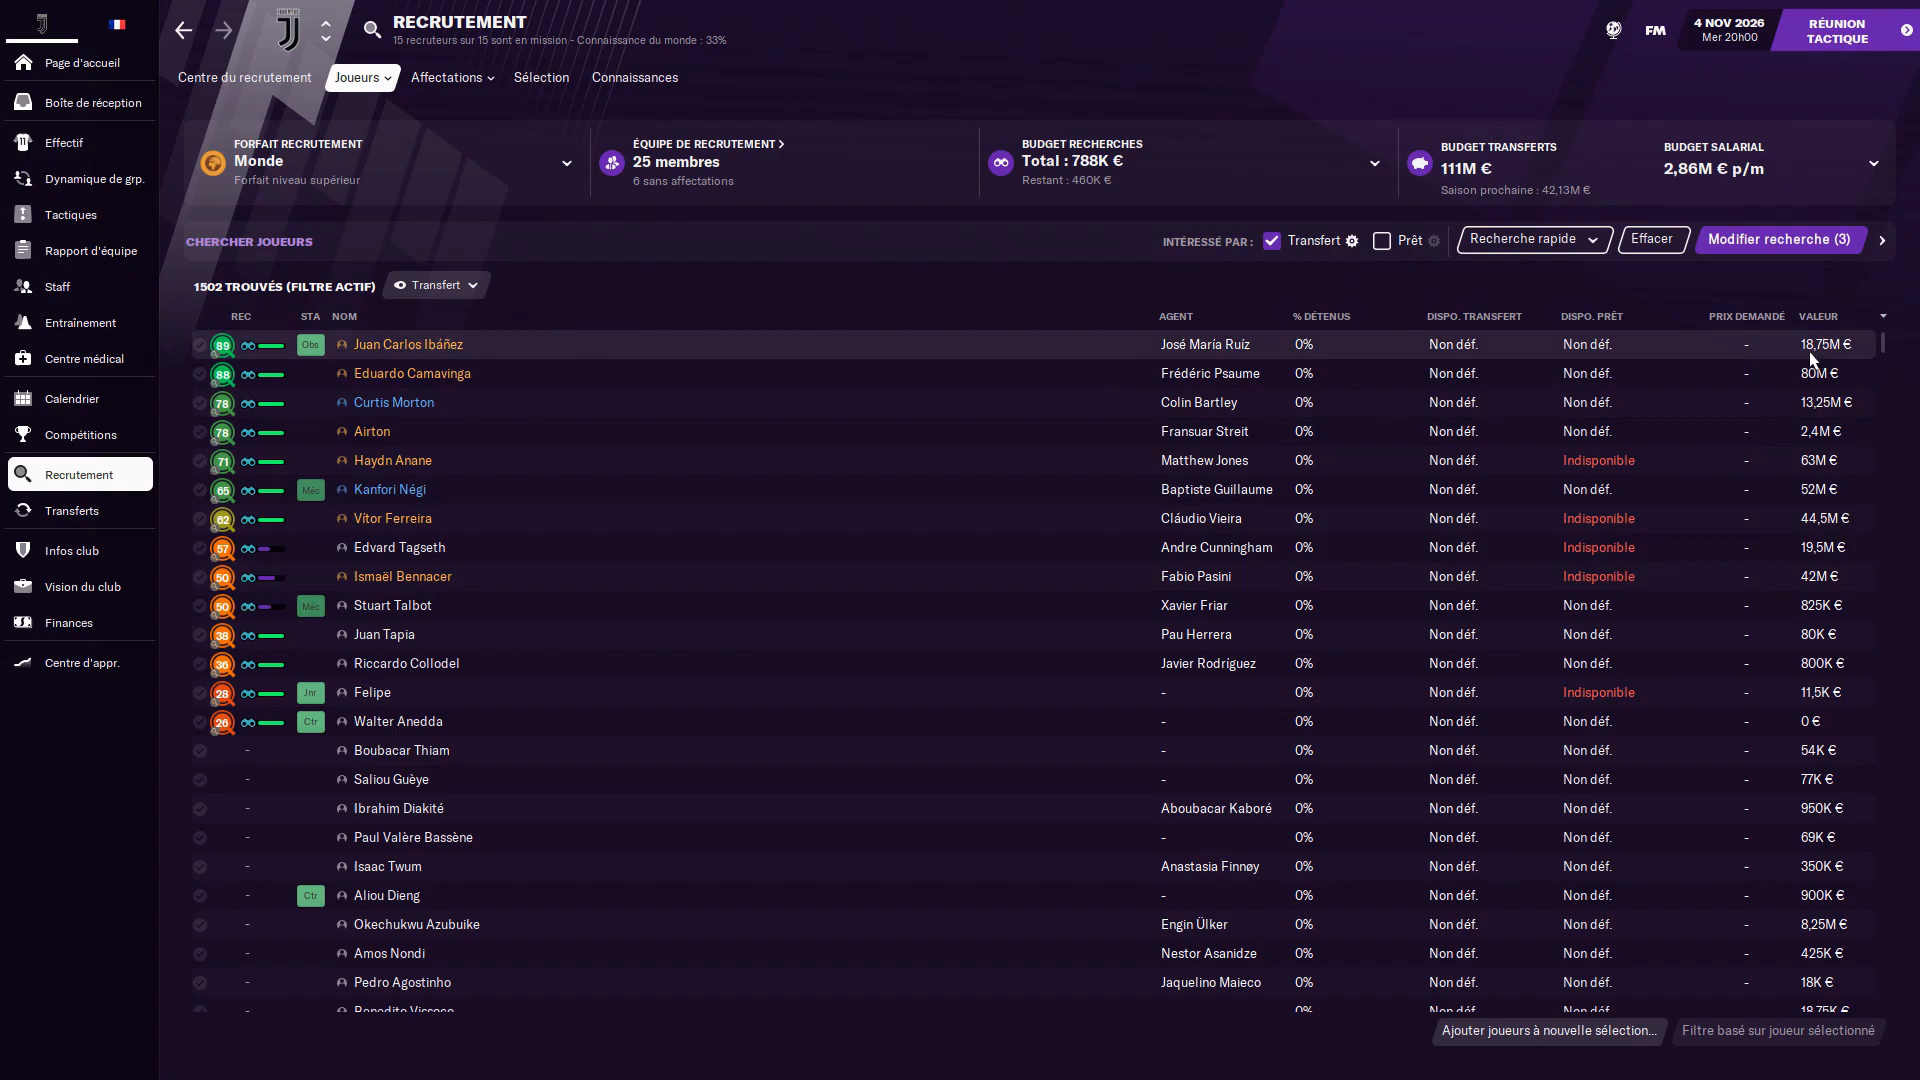 RECRUTEMENT
15 recruteurs sur 15 sont en mission - Connaissance du monde : 33%
FM
4 NOV 2026
Mer 20h00
RÉUNION
TACTIQUE
Centre du recrutement
Joueurs
Affectations
Sélection
Connaissances
Page d'accueil
Boîte de réception
Effectif
Dynamique de grp.
Tactiques
Rapport d'équipe
Staff
Entraînement
Centre médical
Calendrier
Compétitions
Recrutement
Transferts
Infos club
Vision du club
Finances
Centre d'appr.
FORFAIT RECRUTEMENT
Monde
Forfait niveau supérieur
ÉQUIPE DE RECRUTEMENT
25 membres
6 sans affectations
BUDGET RECHERCHES
Total : 788K €
Restant : 460K €
BUDGET TRANSFERTS
111M €
Saison prochaine : 42,13M €
BUDGET SALARIAL
2,86M € p/m
CHERCHER JOUEURS
INTÉRESSÉ PAR : Transfert Prêt
Recherche rapide
Effacer
Modifier recherche (3)
1502 TROUVÉS (FILTRE ACTIF)
Transfert
REC STA NOM AGENT % DÉTENUS DISPO. TRANSFERT DISPO. PRÊT PRIX DEMANDÉ VALEUR
89 Obs Juan Carlos Ibáñez José María Ruíz 0% Non déf. Non déf. - 18,75M €
88 Eduardo Camavinga Frédéric Psaume 0% Non déf. Non déf. - 80M €
78 Curtis Morton Colin Bartley 0% Non déf. Non déf. - 13,25M €
78 Airton Fransuar Streit 0% Non déf. Non déf. - 2,4M €
71 Haydn Anane Matthew Jones 0% Non déf. Indisponible - 63M €
65 Méc Kanfori Négi Baptiste Guillaume 0% Non déf. Non déf. - 52M €
62 Vítor Ferreira Cláudio Vieira 0% Non déf. Indisponible - 44,5M €
57 Edvard Tagseth Andre Cunningham 0% Non déf. Indisponible - 19,5M €
50 Ismaël Bennacer Fabio Pasini 0% Non déf. Indisponible - 42M €
50 Méc Stuart Talbot Xavier Friar 0% Non déf. Non déf. - 825K €
38 Juan Tapia Pau Herrera 0% Non déf. Non déf. - 80K €
36 Riccardo Collodel Javier Rodríguez 0% Non déf. Non déf. - 800K €
28 Jnr Felipe - 0% Non déf. Indisponible - 11,5K €
26 Ctr Walter Anedda - 0% Non déf. Non déf. - 0 €
- Boubacar Thiam - 0% Non déf. Non déf. - 54K €
- Saliou Guèye - 0% Non déf. Non déf. - 77K €
- Ibrahim Diakité Aboubacar Kaboré 0% Non déf. Non déf. - 950K €
- Paul Valère Bassène - 0% Non déf. Non déf. - 69K €
- Isaac Twum Anastasia Finnøy 0% Non déf. Non déf. - 350K €
- Ctr Aliou Dieng - 0% Non déf. Non déf. - 900K €
- Okechukwu Azubuike Engin Ülker 0% Non déf. Non déf. - 8,25M €
- Amos Nondi Nestor Asanidze 0% Non déf. Non déf. - 425K €
- Pedro Agostinho Jaquelino Maieco 0% Non déf. Non déf. - 18K €
0% Non déf. Non déf. - 18,75K €
Ajouter joueurs à nouvelle sélection...
Filtre basé sur joueur sélectionné